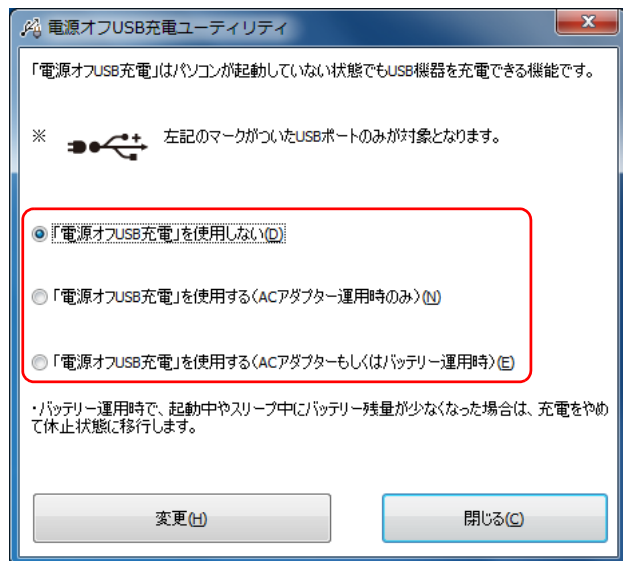 電源オフUSB充電ユーティリティ
「電源オフUSB充電」はパソコンが起動していない状態でもUSB機器を充電できる機能です。
※ 左記のマークがついたUSBポートのみが対象となります。
「電源オフUSB充電」を使用しない(D)
「電源オフUSB充電」を使用する(ACアダプター運用時のみ)(N)
「電源オフUSB充電」を使用する(ACアダプターもしくはバッテリー運用時)(E)
・バッテリー運用時で、起動中やスリープ中にバッテリー残量が少なくなった場合は、充電をやめ
て休止状態に移行します。
変更(H)
閉じる(C)